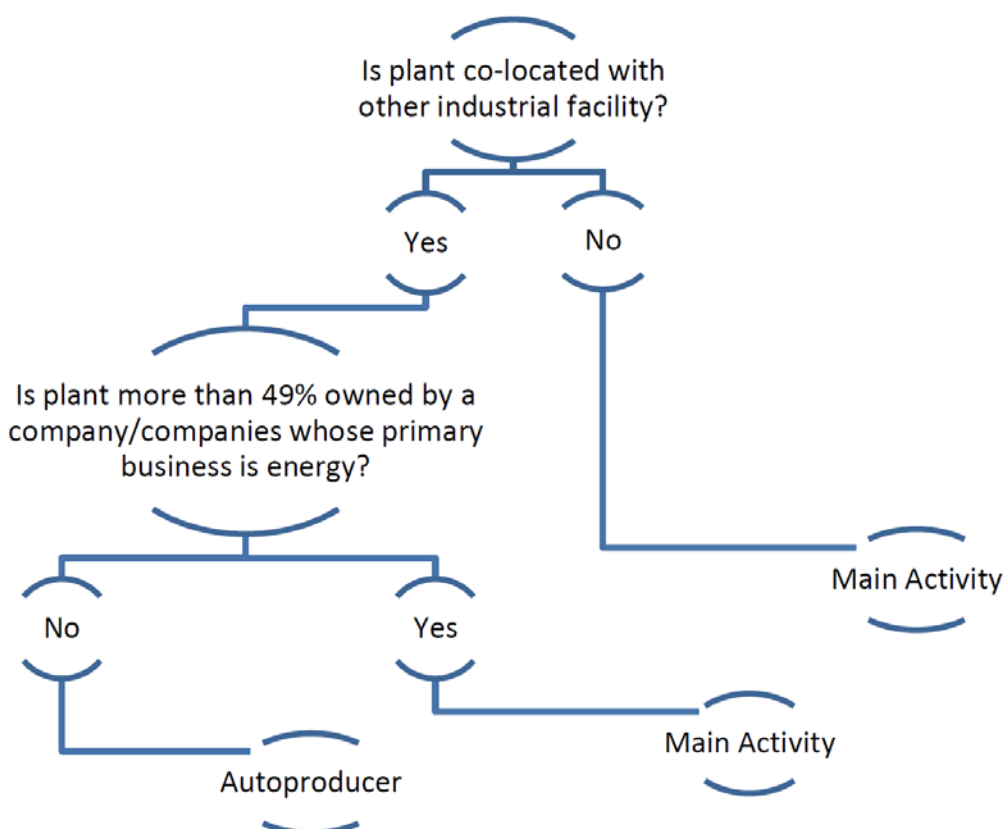 Is plant co-located with
other industrial facility?
Yes
No
Is plant more than 49% owned by a
company/companies whose primary
business is energy?
Main Activity
No
Yes
Main Activity
Autoproducer